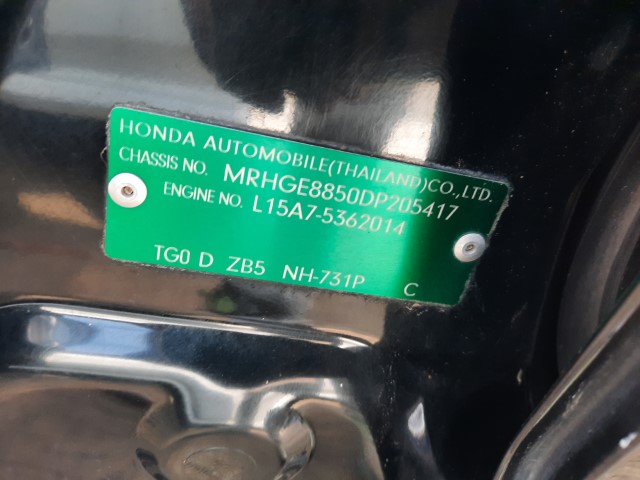 HONDA AUTOMOBILE(THAILAND)CO.,LTD.
CHASSIS NO. MRHGE8850DP205417
ENGINE NO. L15A7-5362014
TG0 D ZB5 NH-731P C